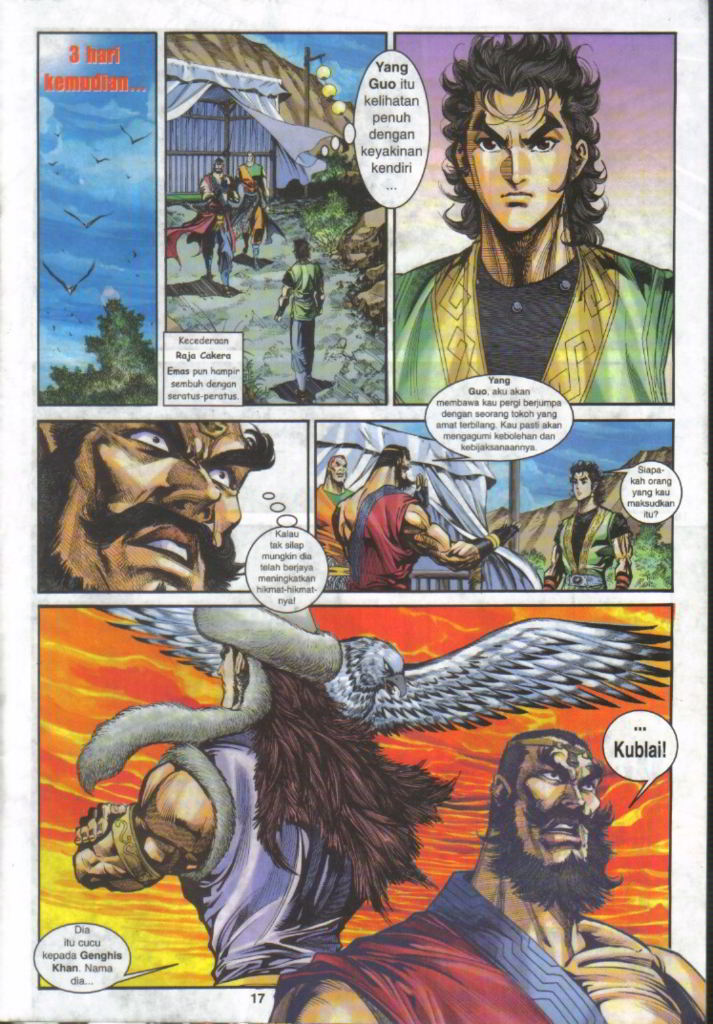 3 hari
kemudian...
Yang
Guo itu
kelihatan
penuh
dengan
keyakinan
kendiri
...
Kecederaan
Raja Cakera
Emas pun hampir
sembuh dengan
seratus-peratus.
Yang
Guo, aku akan
membawa kau pergi berjumpa
dengan seorang tokoh yang
amat terbilang. Kau pasti akan
mengagumi kebolehan dan
kebijaksanaannya.
Kalau
tak silap
mungkin dia
telah berjaya
meningkatkan
hikmat-hikmat-
nya!
Siapa-
kah orang
yang kau
maksudkan
itu?
...
Kublai!
Dia
itu cucu
kepada Genghis
Khan. Nama
dia...
17